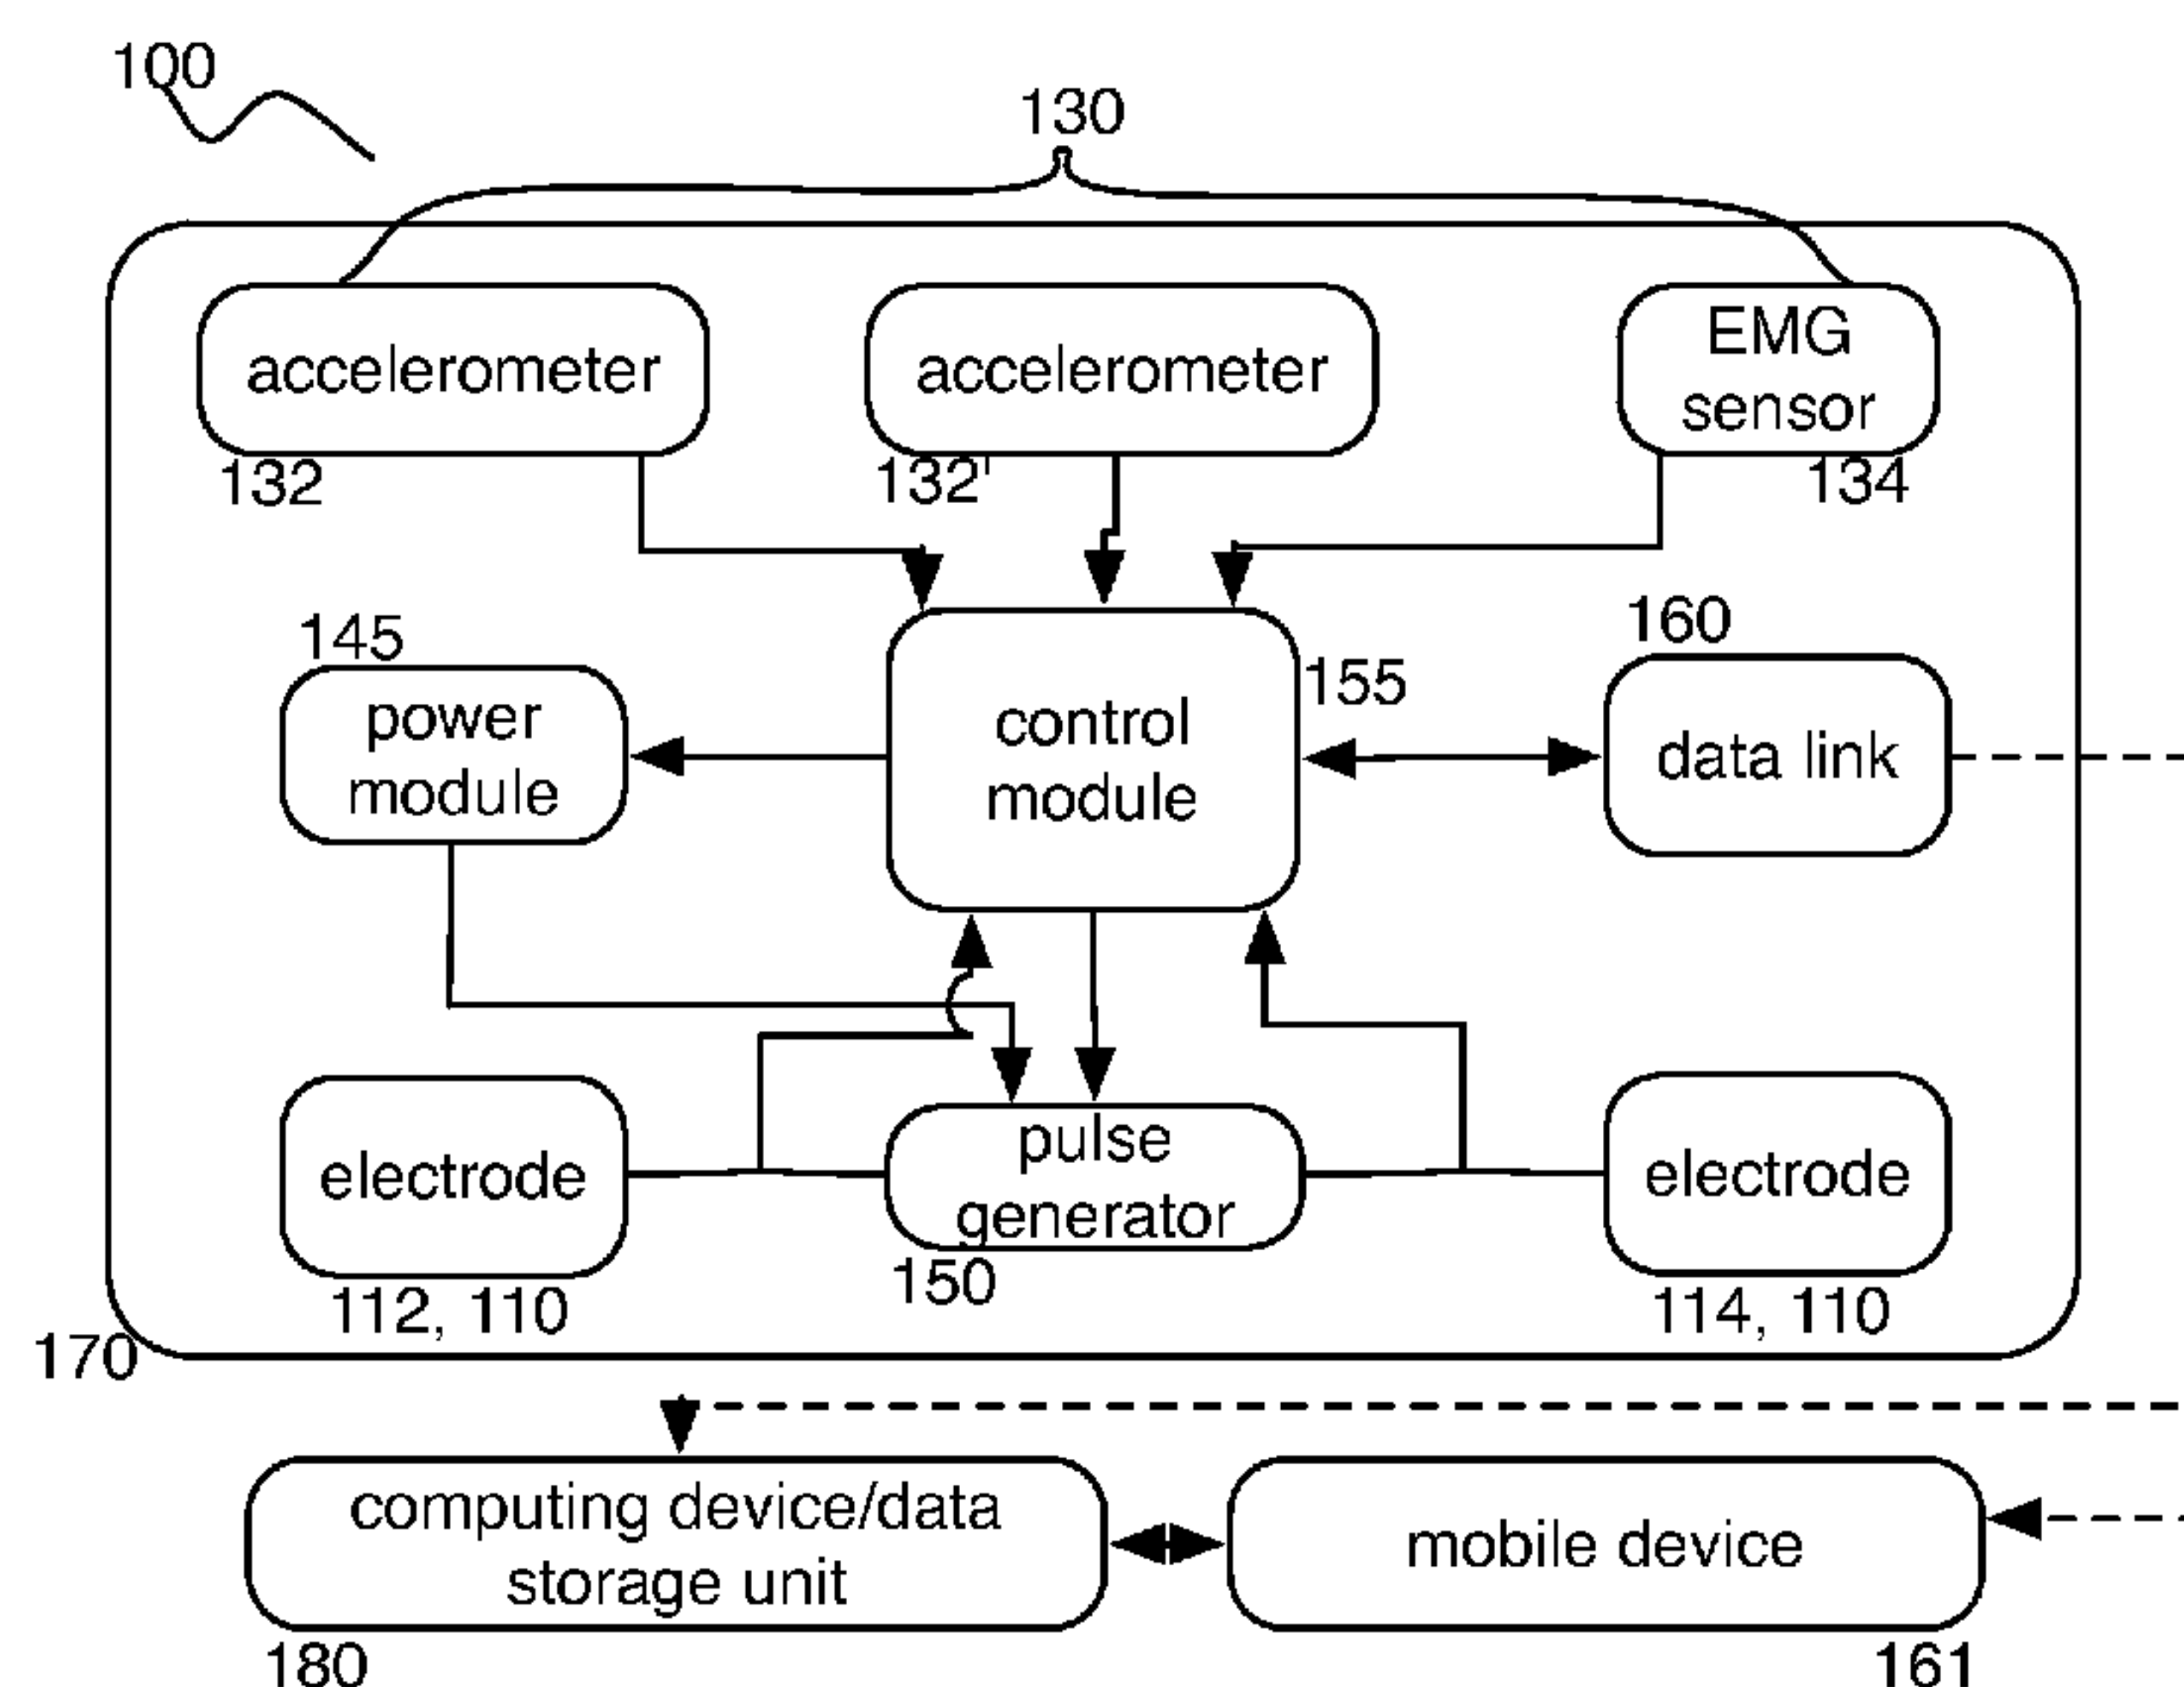 100
130
accelerometer
accelerometer
EMG
sensor
132
132'
134
145
160
power
module
control
module
155
data link
electrode
pulse
generator
electrode
112, 110
150
114, 110
170
computing device/data
storage unit
mobile device
180
161